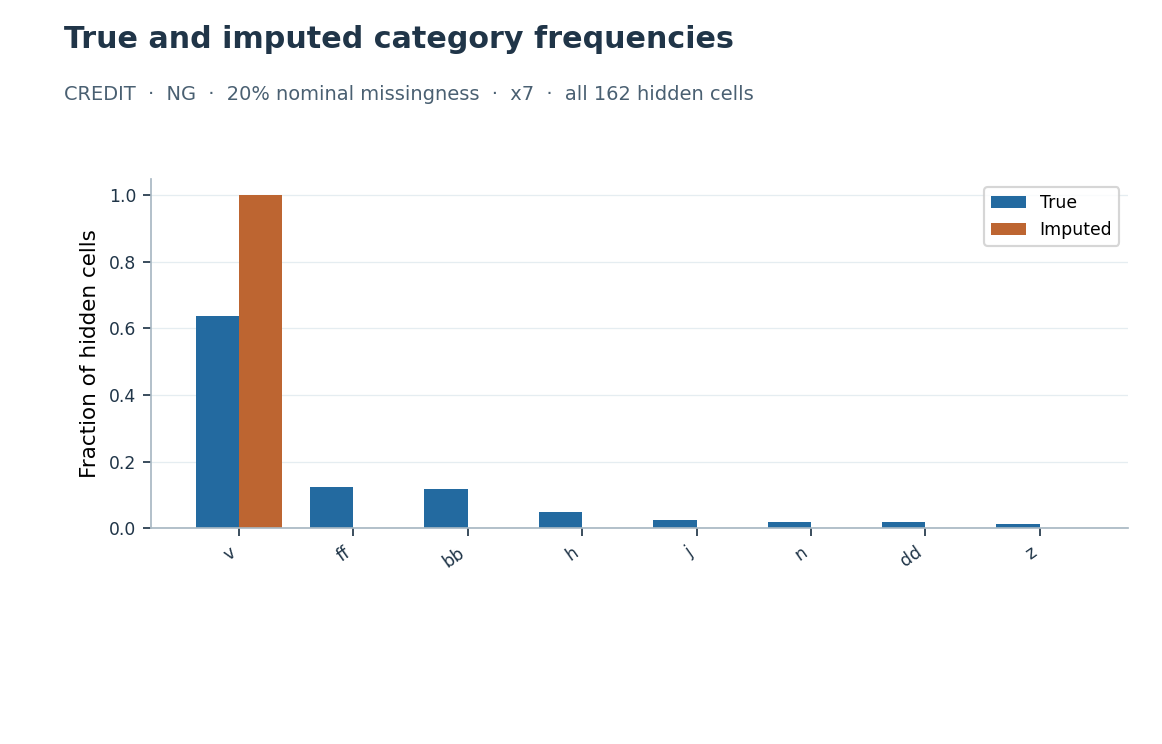 True and imputed category frequencies
CREDIT · NG · 20% nominal missingness · x7 · all 162 hidden cells
True
Imputed
Fraction of hidden cells
1.0
0.8
0.6
0.4
0.2
0.0
v ff bb h j n dd z